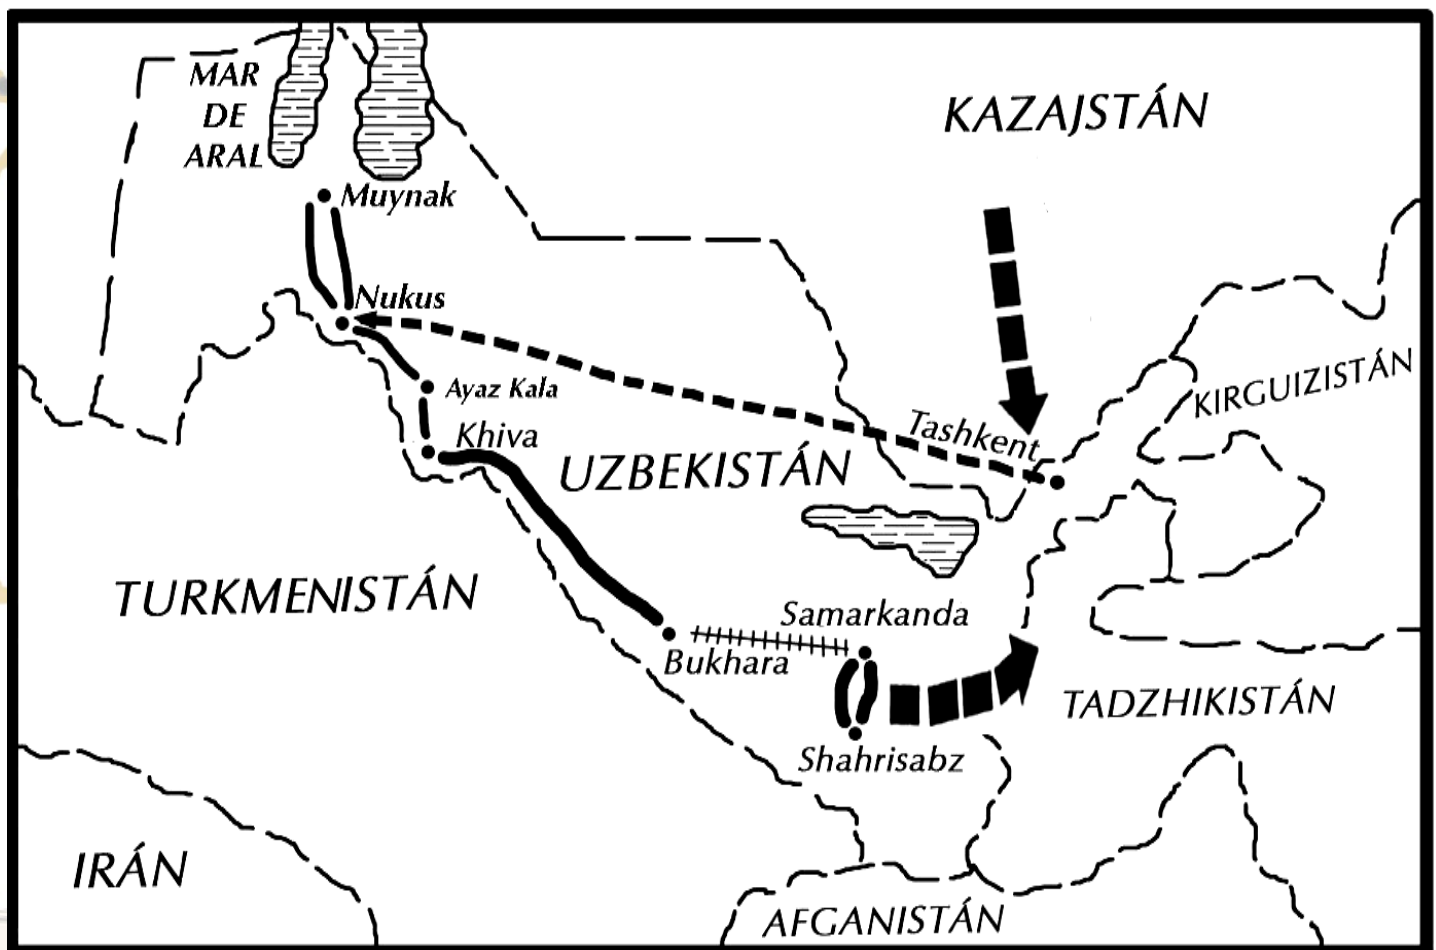 MAR
DE
ARAL
KAZAJSTÁN
Muynak
Nukus
KIRGUIZISTÁN
Ayaz Kala
Tashkent
Khiva
UZBEKISTÁN
TURKMENISTÁN
Samarkanda
Bukhara
TADZHIKISTÁN
Shahrisabz
IRÁN
AFGANISTÁN